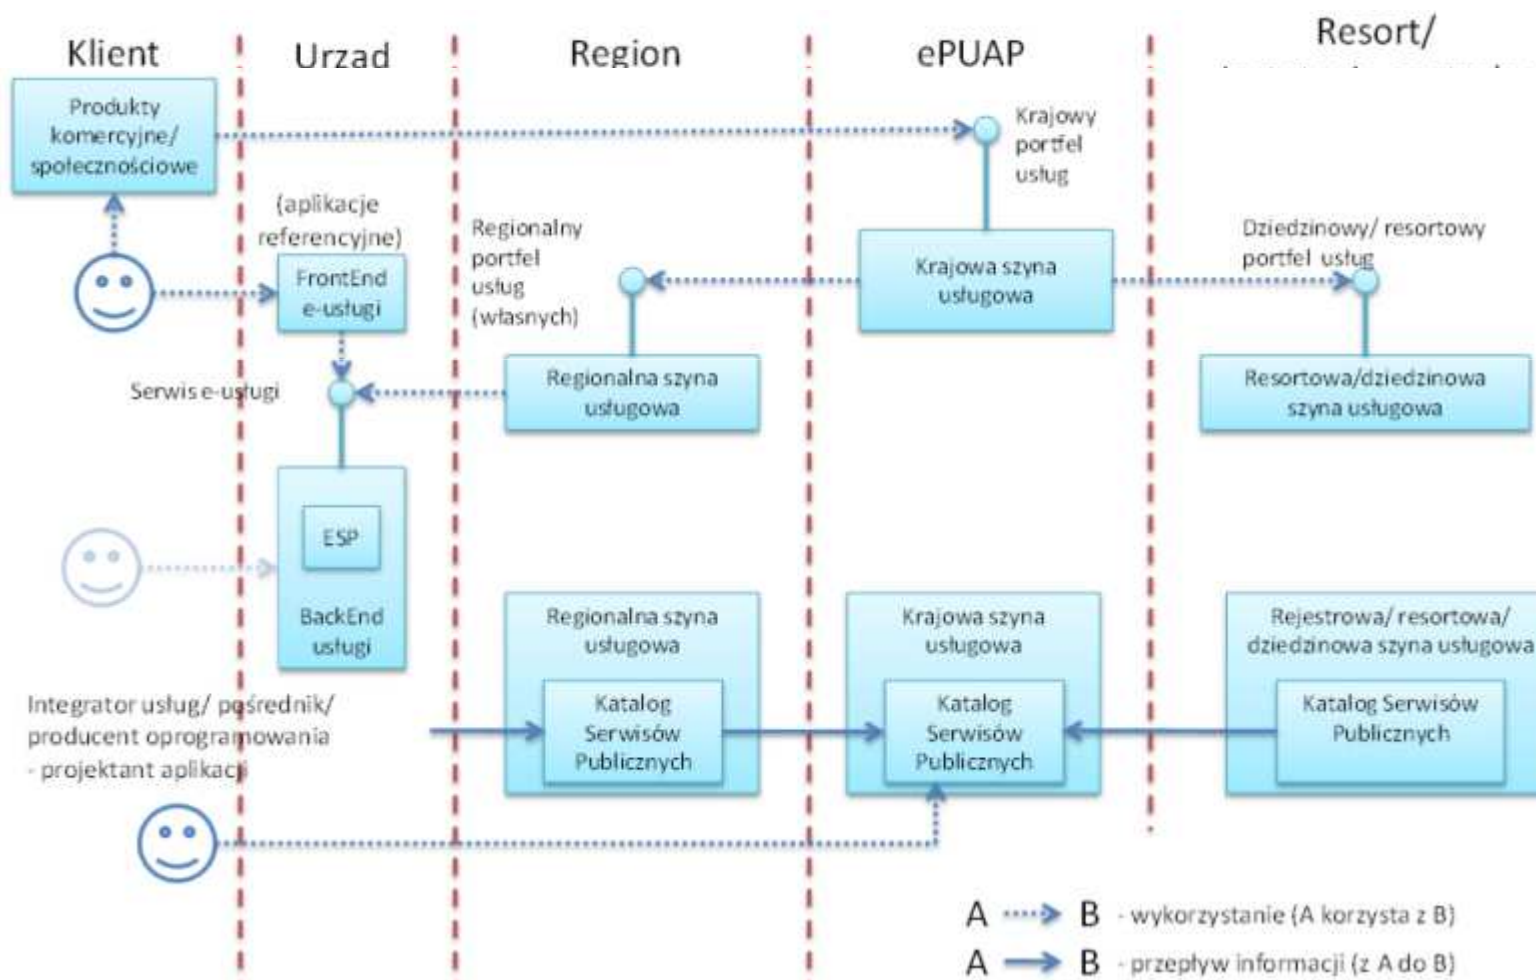 Klient
Urzad
Region
ePUAP
Resort/
Produkty
komercyjne/
społecznościowe
Krajowy
portfel
usług
(aplikacje
referencyjne)
Regionalny
portfel
usług
(własnych)
Dziedzinowy/ resortowy
portfel usług
FrontEnd
e-usługi
Krajowa szyna
usługowa
Serwis e-usługi
Regionalna szyna
usługowa
Resortowa/dziedzinowa
szyna usługowa
ESP
BackEnd
usługi
Regionalna szyna
usługowa
Krajowa szyna
usługowa
Rejestrowa/ resortowa/
dziedzinowa szyna usługowa
Katalog
Serwisów
Publicznych
Katalog
Serwisów
Publicznych
Katalog Serwisów
Publicznych
Integrator usług/ pośrednik/
producent oprogramowania
- projektant aplikacji
A B - wykorzystanie (A korzysta z B)
A B - przepływ informacji (z A do B)